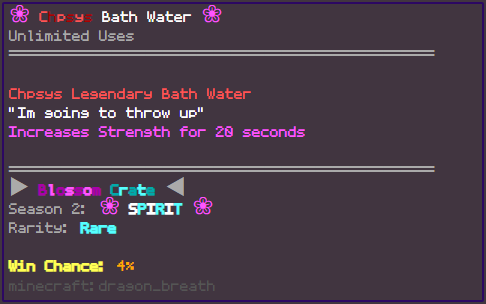 ❀ Chpsys Bath Water ❀
Unlimited Uses
Chpsys Legendary Bath Water
"Im going to throw up"
Increases Strength for 20 seconds
▶ Blossom Crate ◀
Season 2: ❀ SPIRIT ❀
Rarity: Rare
Win Chance: 4%
minecraft:dragon_breath